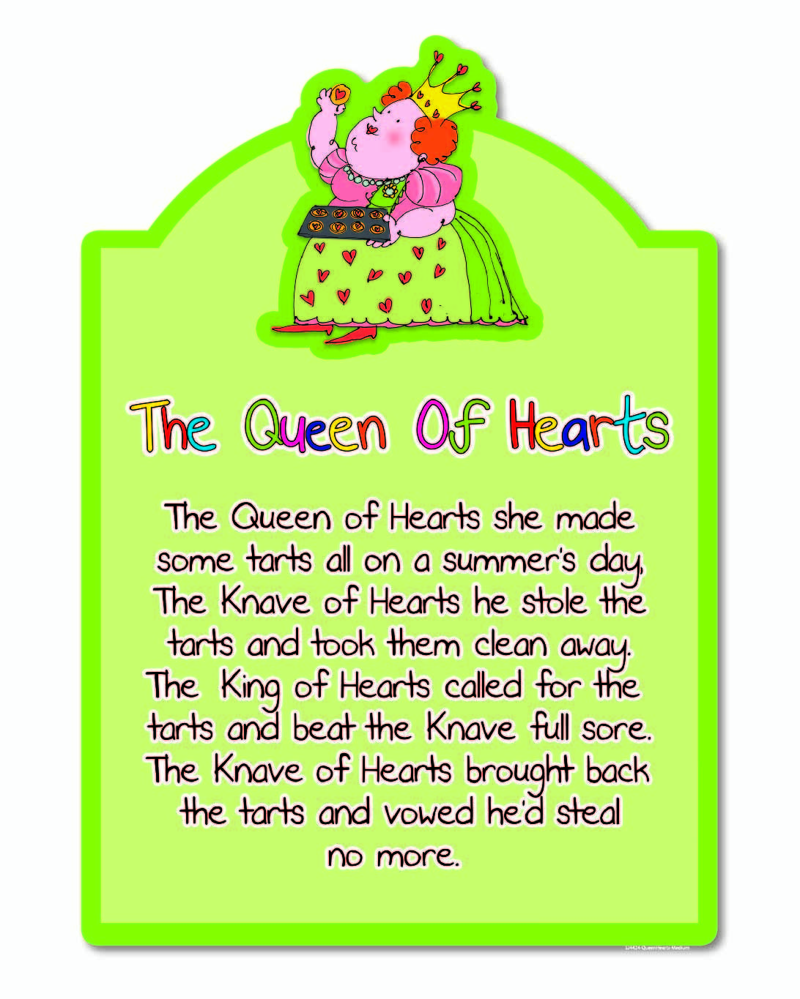 The Queen Of Hearts
The Queen of Hearts she made
some tarts all on a summer's day,
The Knave of Hearts he stole the
tarts and took them clean away.
The King of Hearts called for the
tarts and beat the Knave full sore.
The Knave of Hearts brought back
the tarts and vowed he'd steal
no more.
SJ4424-QueenHearts-Medium